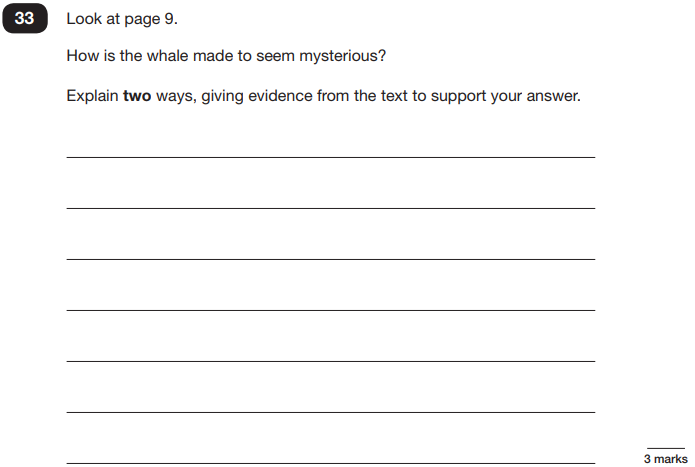 33 Look at page 9.
How is the whale made to seem mysterious?
Explain two ways, giving evidence from the text to support your answer.
3 marks